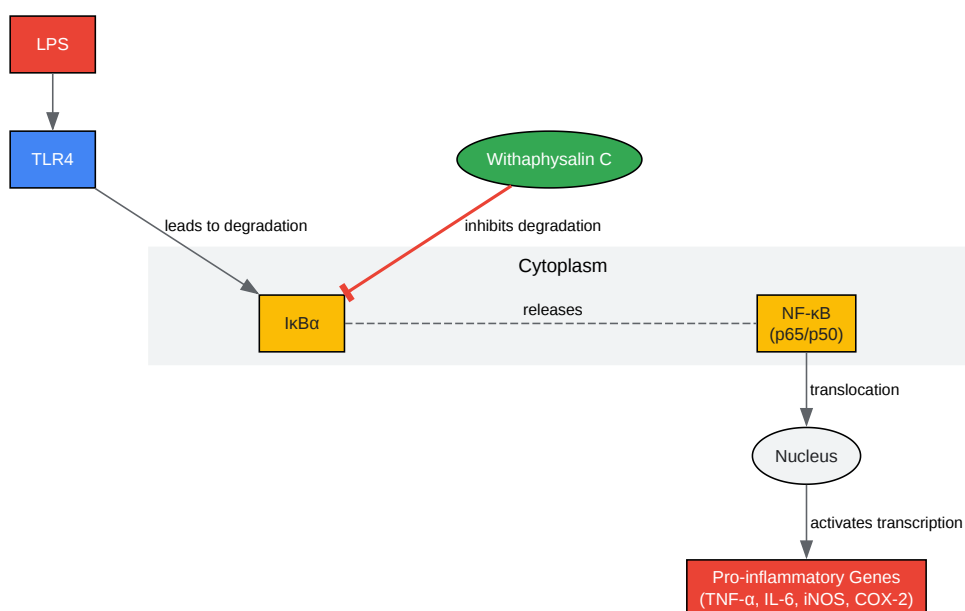 LPS
TLR4
Withaphysalin C
leads to degradation
inhibits degradation
Cytoplasm
IκBα
releases
NF-κB
(p65/p50)
translocation
Nucleus
activates transcription
Pro-inflammatory Genes
(TNF-α, IL-6, iNOS, COX-2)